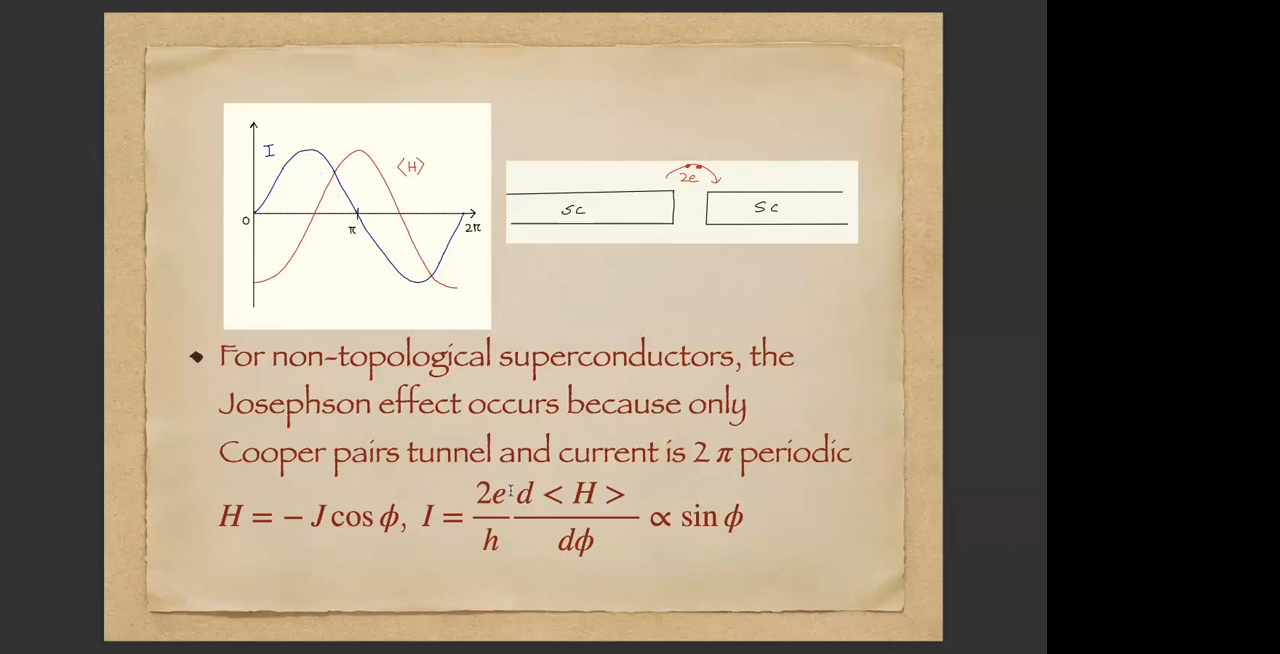 I
⟨H⟩
0
π
2π
2e
SC
SC
For non-topological superconductors, the
Josephson effect occurs because only
Cooper pairs tunnel and current is 2 π periodic
H = − J cos ϕ, I = 2e/h d < H >/dϕ ∝ sin ϕ